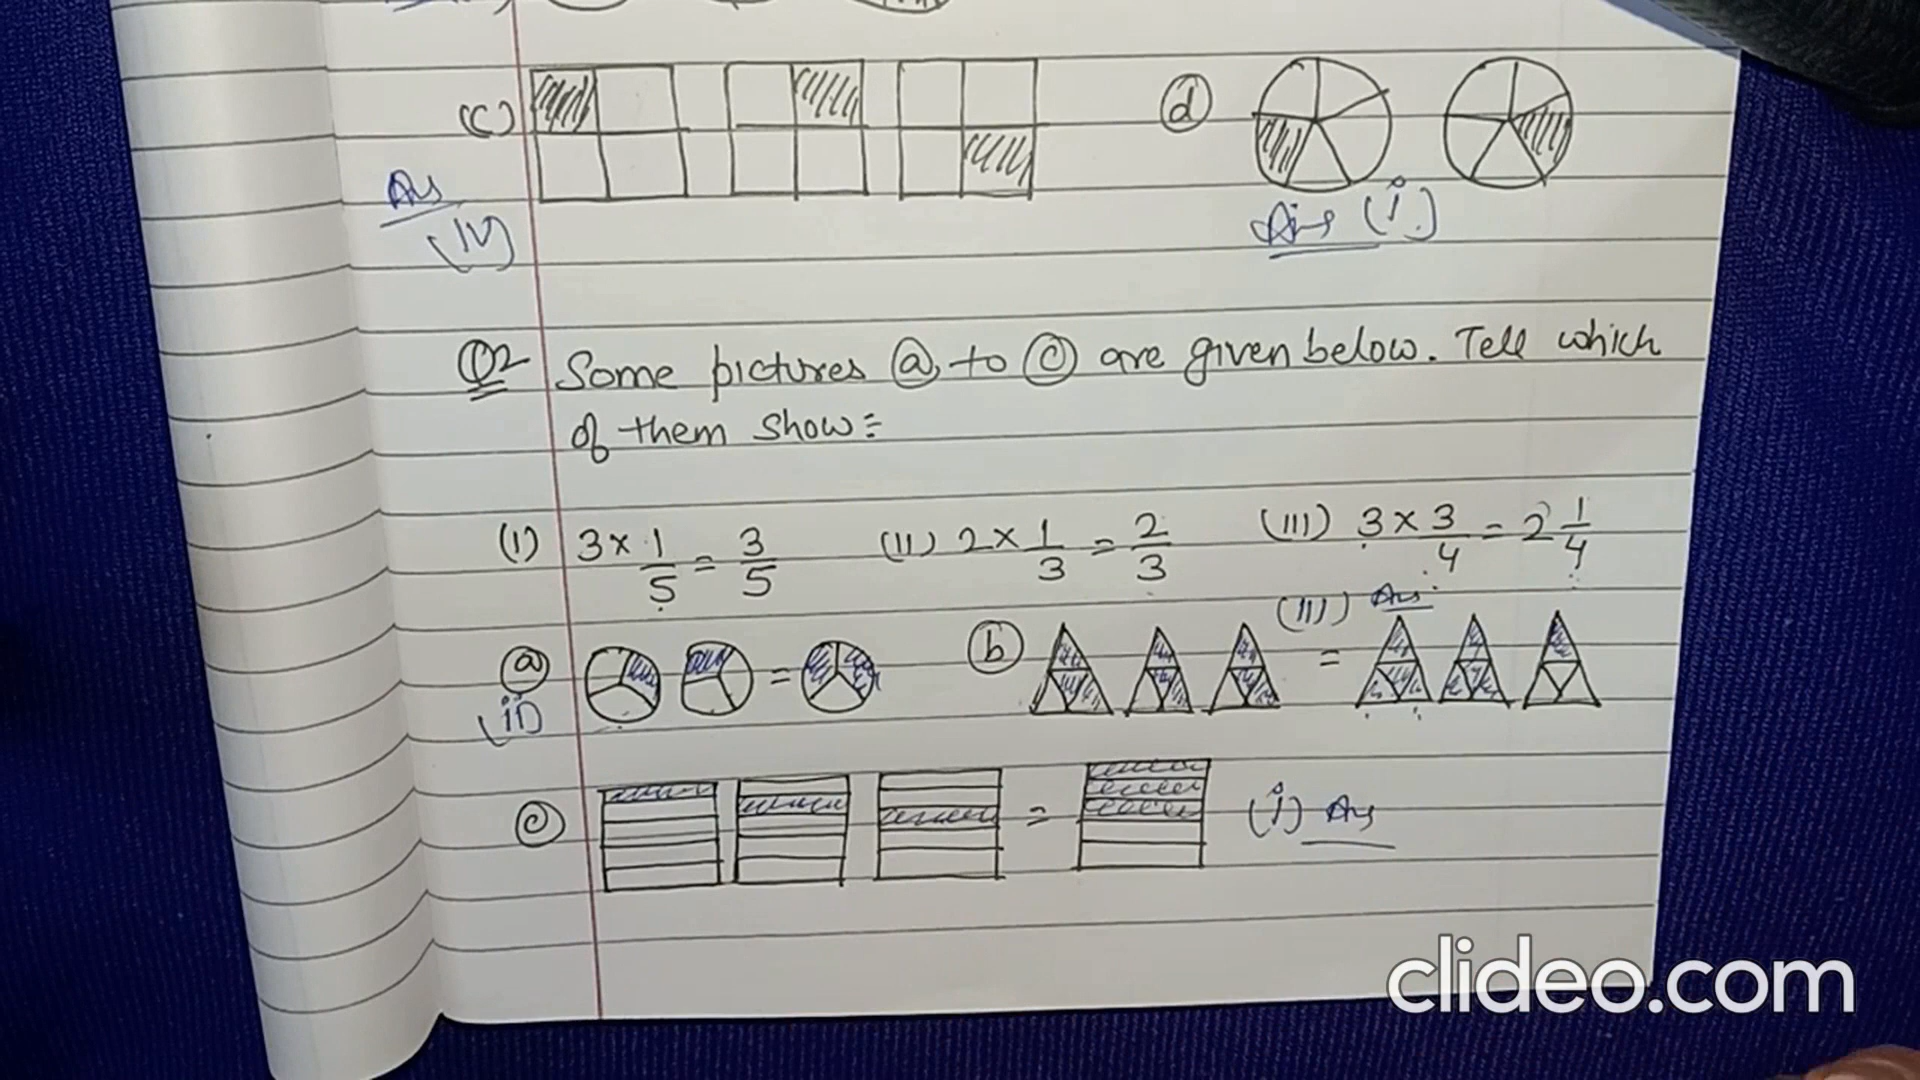 (C)
(d)
Ans
(IV)
Ans (i)
Q2 Some pictures (a) to (c) are given below. Tell which
of them show:
(I) 3 × 1/5 = 3/5 (II) 2 × 1/3 = 2/3 (III) 3 × 3/4 = 2 1/4
(III) Ans
(a) = (b) =
(ii)
(c) = (i) Ans
clideo.com